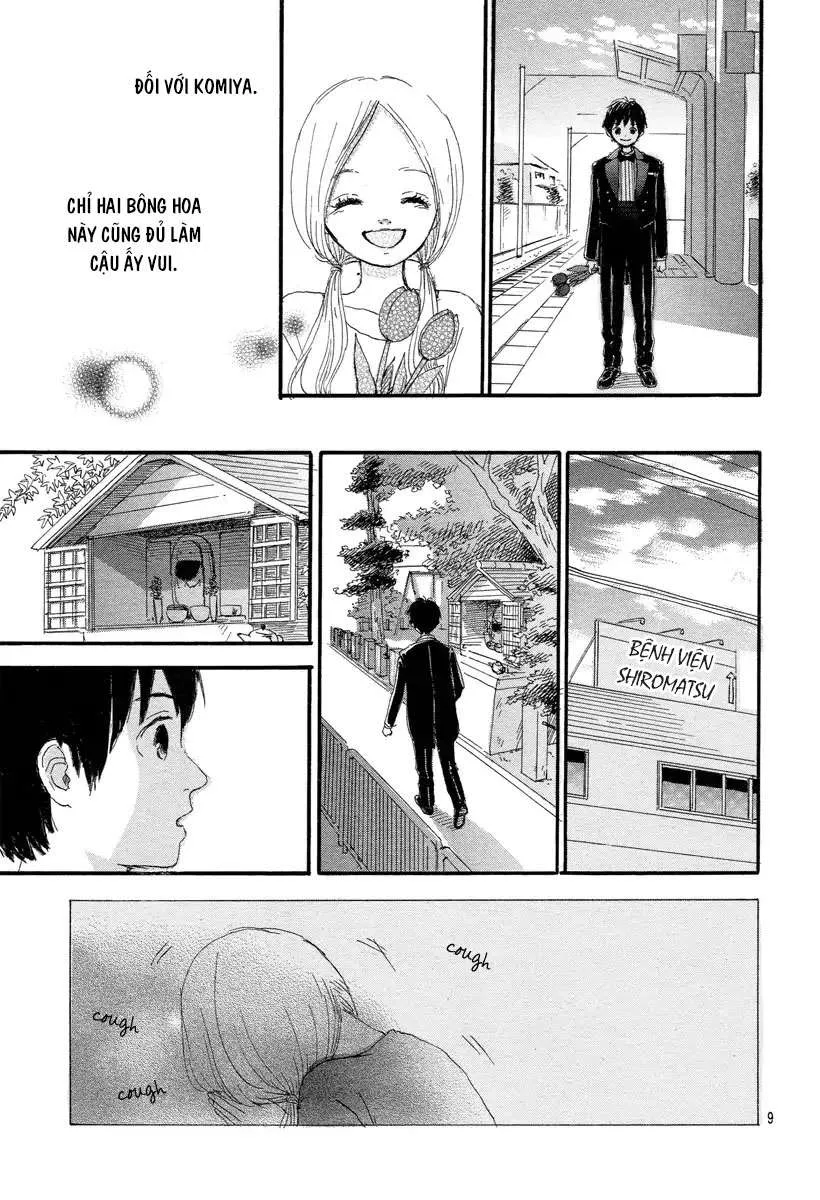 ĐỐI VỚI KOMIYA.
CHỈ HAI BÔNG HOA
NÀY CŨNG ĐỦ LÀM
CẬU ẤY VUI.
BỆNH VIỆN
SHIROMATSU
cough
cough
cough
cough
9